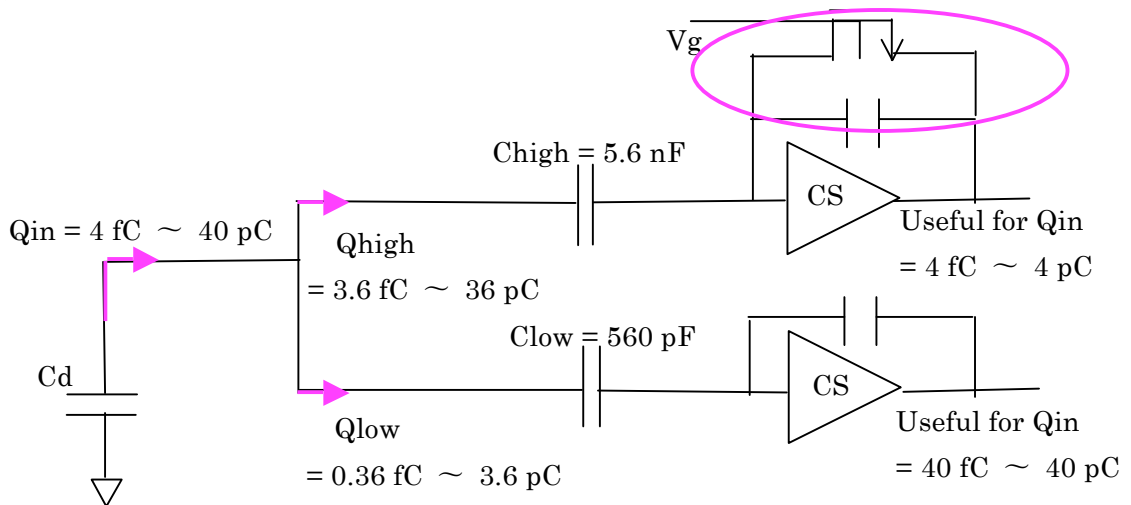 Vg
Chigh = 5.6 nF
CS
Qin = 4 fC ～ 40 pC
Qhigh
= 3.6 fC ～ 36 pC
Useful for Qin
= 4 fC ～ 4 pC
Clow = 560 pF
Cd
CS
Qlow
= 0.36 fC ～ 3.6 pC
Useful for Qin
= 40 fC ～ 40 pC